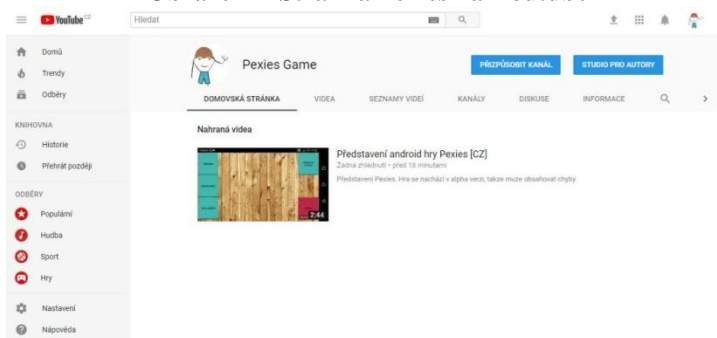 YouTube CZ
Hledat
Domů
Trendy
Odběry
KNIHOVNA
Historie
Přehrát později
ODBĚRY
Populární
Hudba
Sport
Hry
Nastavení
Nápověda
Pexies Game
PŘIZPŮSOBIT KANÁL
STUDIO PRO AUTORY
DOMOVSKÁ STRÁNKA VIDEA SEZNAMY VIDEÍ KANÁLY DISKUSE INFORMACE
Nahraná videa
2:44
Představení android hry Pexies [CZ]
Žádná zhlédnutí • před 18 minutami
Představení Pexies. Hra se nachází v alpha verzi, takze muze obsahovat chyby